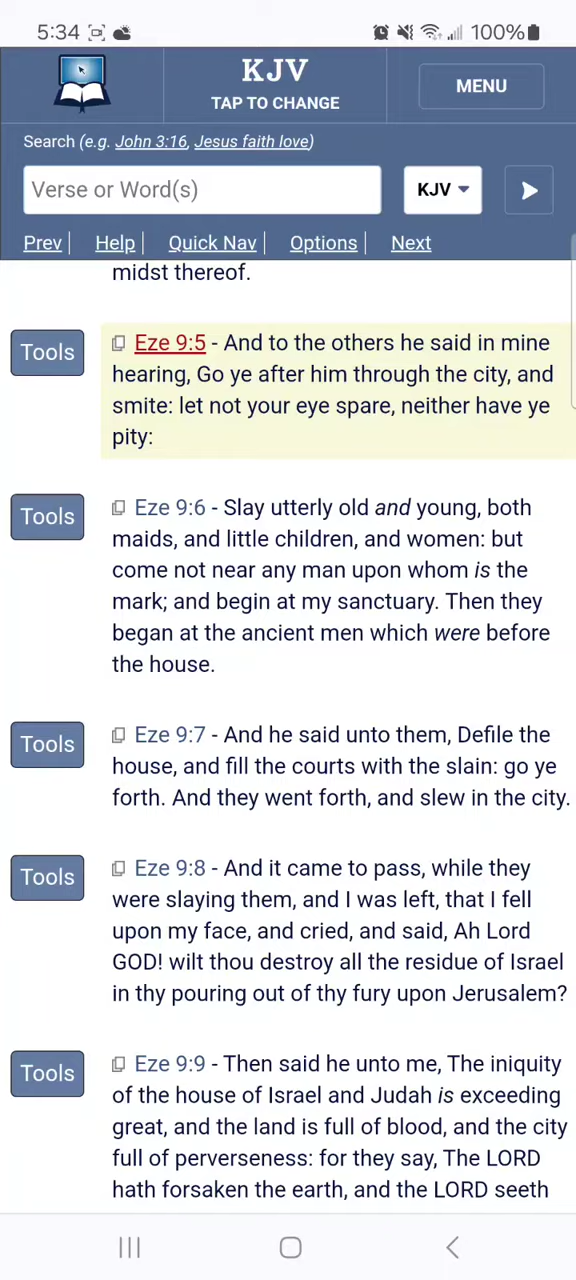 5:34 100%
KJV
TAP TO CHANGE
MENU
Search (e.g. John 3:16, Jesus faith love)
Verse or Word(s)
KJV
Prev| Help| Quick Nav| Options| Next
midst thereof.
Tools
Eze 9:5 - And to the others he said in mine
hearing, Go ye after him through the city, and
smite: let not your eye spare, neither have ye
pity:
Tools
Eze 9:6 - Slay utterly old and young, both
maids, and little children, and women: but
come not near any man upon whom is the
mark; and begin at my sanctuary. Then they
began at the ancient men which were before
the house.
Tools
Eze 9:7 - And he said unto them, Defile the
house, and fill the courts with the slain: go ye
forth. And they went forth, and slew in the city.
Tools
Eze 9:8 - And it came to pass, while they
were slaying them, and I was left, that I fell
upon my face, and cried, and said, Ah Lord
GOD! wilt thou destroy all the residue of Israel
in thy pouring out of thy fury upon Jerusalem?
Tools
Eze 9:9 - Then said he unto me, The iniquity
of the house of Israel and Judah is exceeding
great, and the land is full of blood, and the city
full of perverseness: for they say, The LORD
hath forsaken the earth, and the LORD seeth